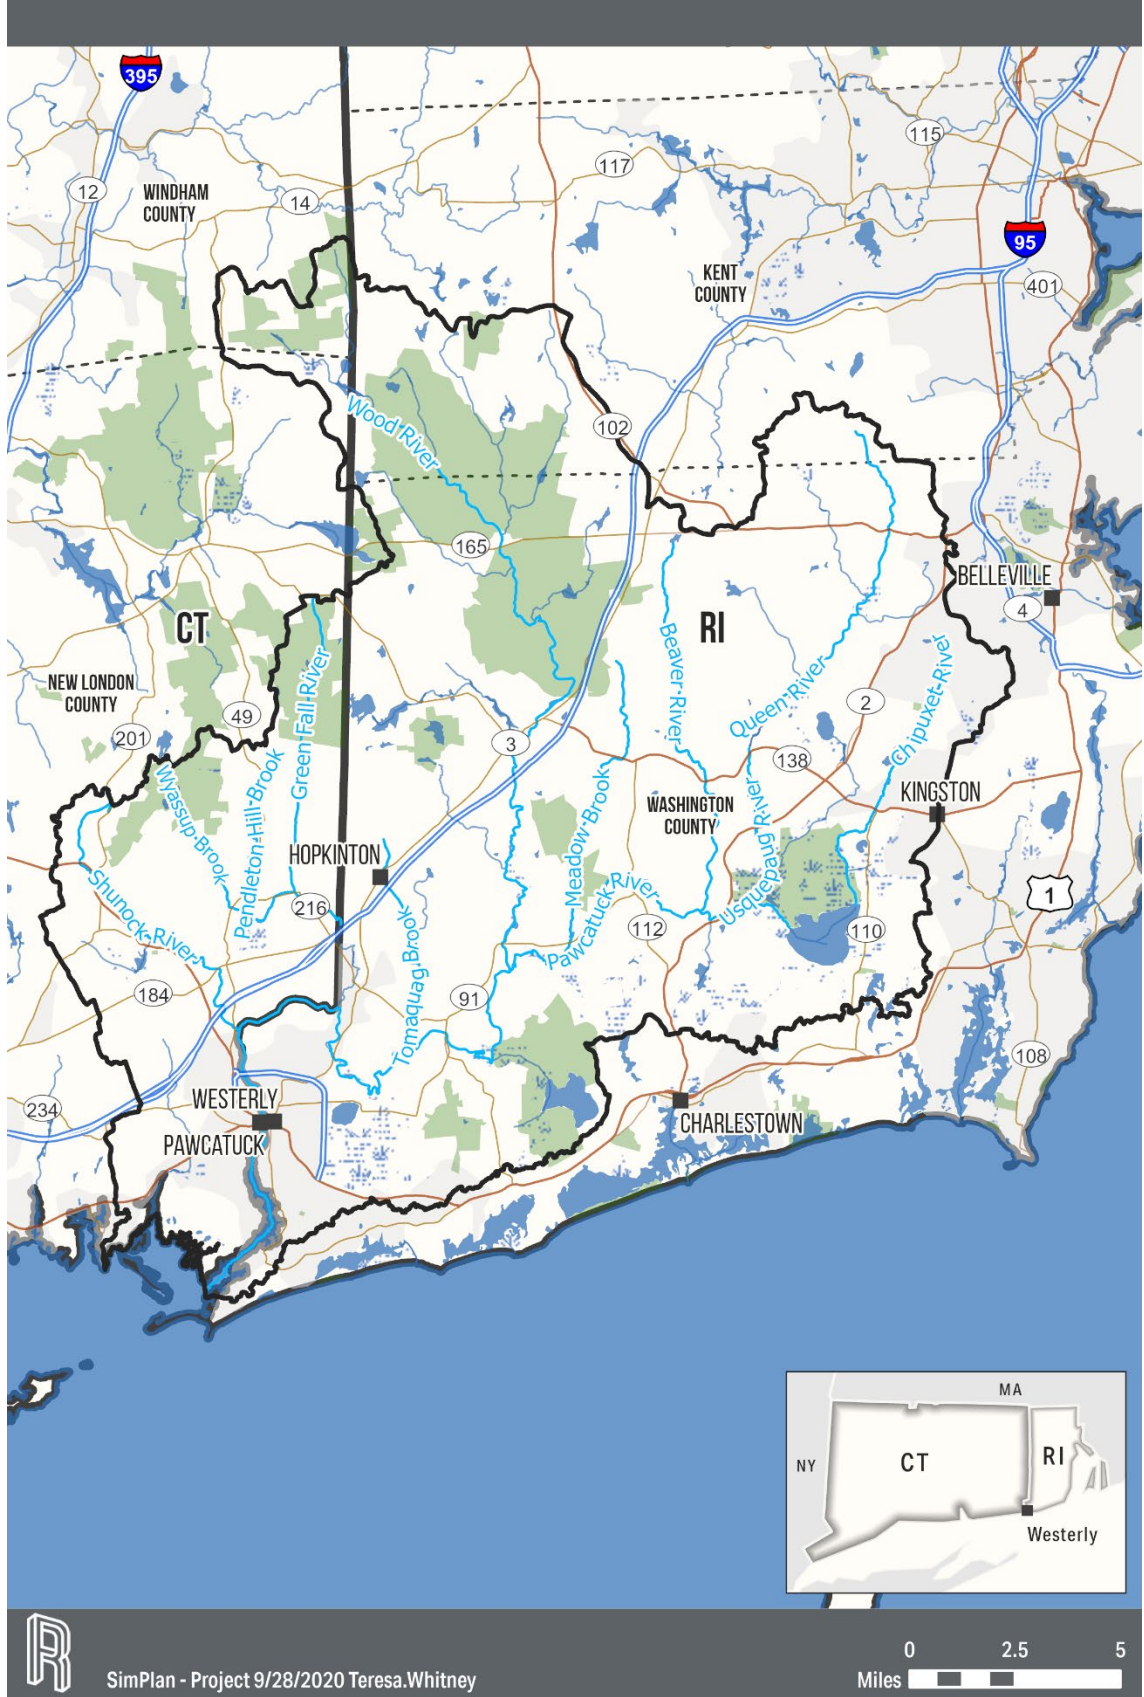 395
115
117
12
WINDHAM
COUNTY
14
95
KENT
COUNTY
401
Wood River
102
165
BELLEVILLE
4
CT
RI
Beaver River
Queen River
Chipuxet River
Green Fall River
NEW LONDON
COUNTY
49
201
2
3
138
Wyassup Brook
Pendleton Hill Brook
Meadow Brook
WASHINGTON
COUNTY
Usquepaug River
KINGSTON
HOPKINTON
Shunock River
216
Pawcatuck River
1
112
110
Tomaquag Brook
184
91
108
234
WESTERLY
PAWCATUCK
CHARLESTOWN
MA
NY
CT
RI
Westerly
SimPlan - Project 9/28/2020 Teresa.Whitney
0 2.5 5
Miles